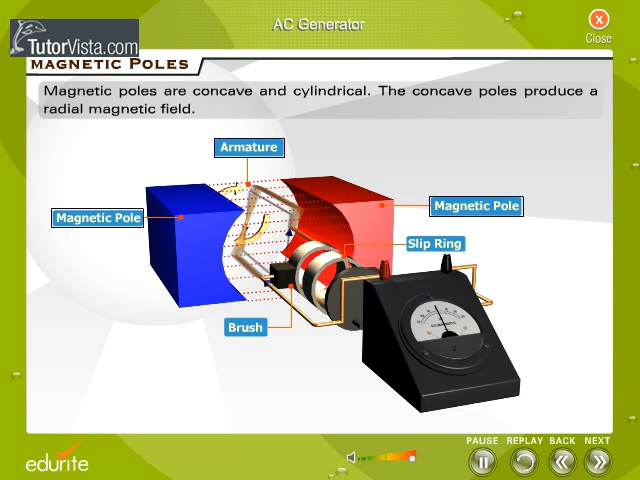 AC Generator
Close
TutorVista.com
MAGNETIC POLES
Magnetic poles are concave and cylindrical. The concave poles produce a
radial magnetic field.
Armature
Magnetic Pole
Magnetic Pole
Slip Ring
Brush
PAUSE REPLAY BACK NEXT
edurite